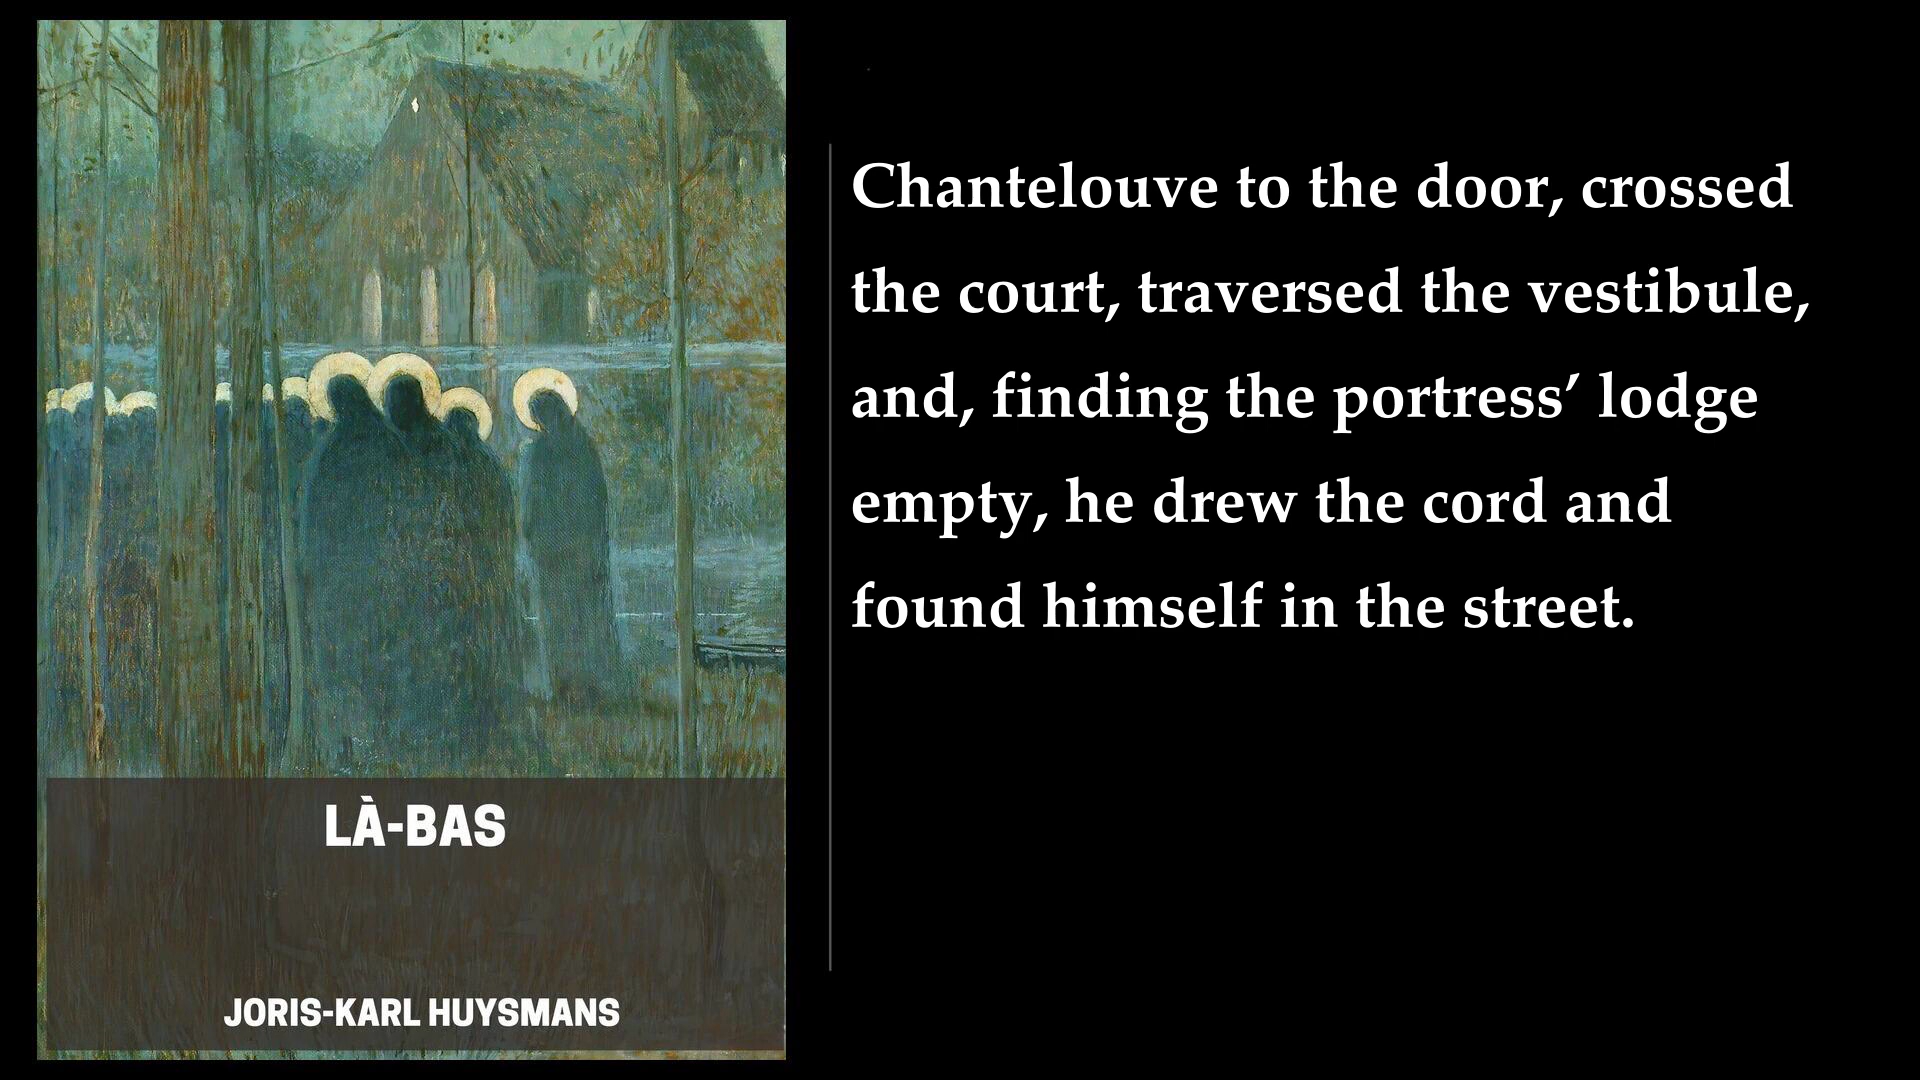 LÀ-BAS
JORIS-KARL HUYSMANS
Chantelouve to the door, crossed
the court, traversed the vestibule,
and, finding the portress’ lodge
empty, he drew the cord and
found himself in the street.